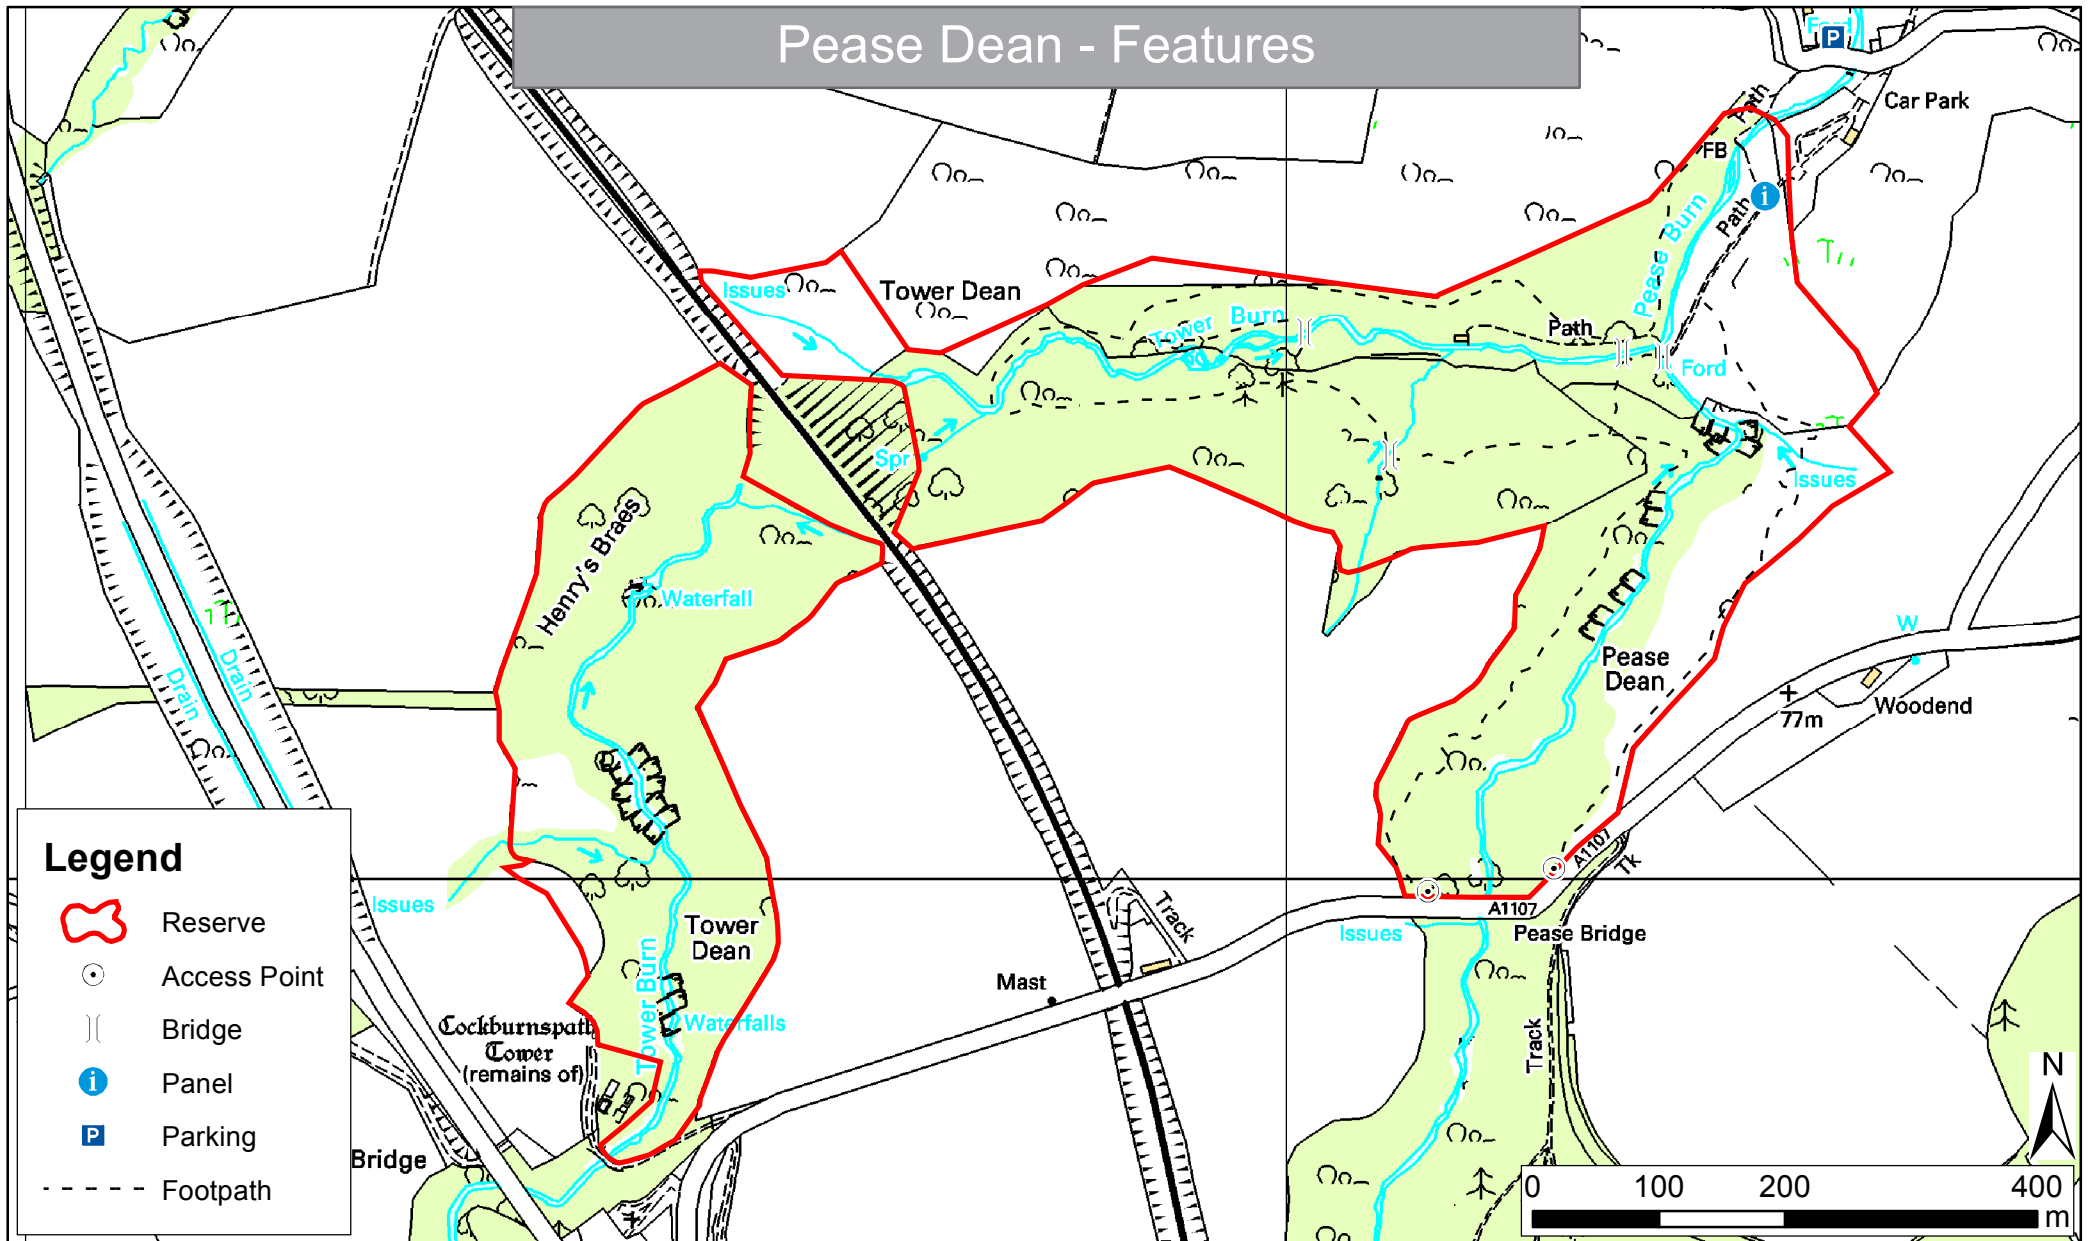 Pease Dean - Features
Ford
P
Car Park
Path
FB
i
Path
Pease Burn
Issues
Tower Dean
Tower Burn
Path
Ford
Spr
Issues
Henry's Braes
Waterfall
W
Drain
Drain
Pease
Dean
77m
Woodend
Legend
Reserve
Access Point
Bridge
i Panel
P Parking
Footpath
Issues
A1107
Tk
A1107
Track
Issues
Pease Bridge
Tower
Dean
Mast
Tower Burn
Waterfalls
Cockburnspath
Tower
(remains of)
Track
Bridge
N
0 100 200 400
m